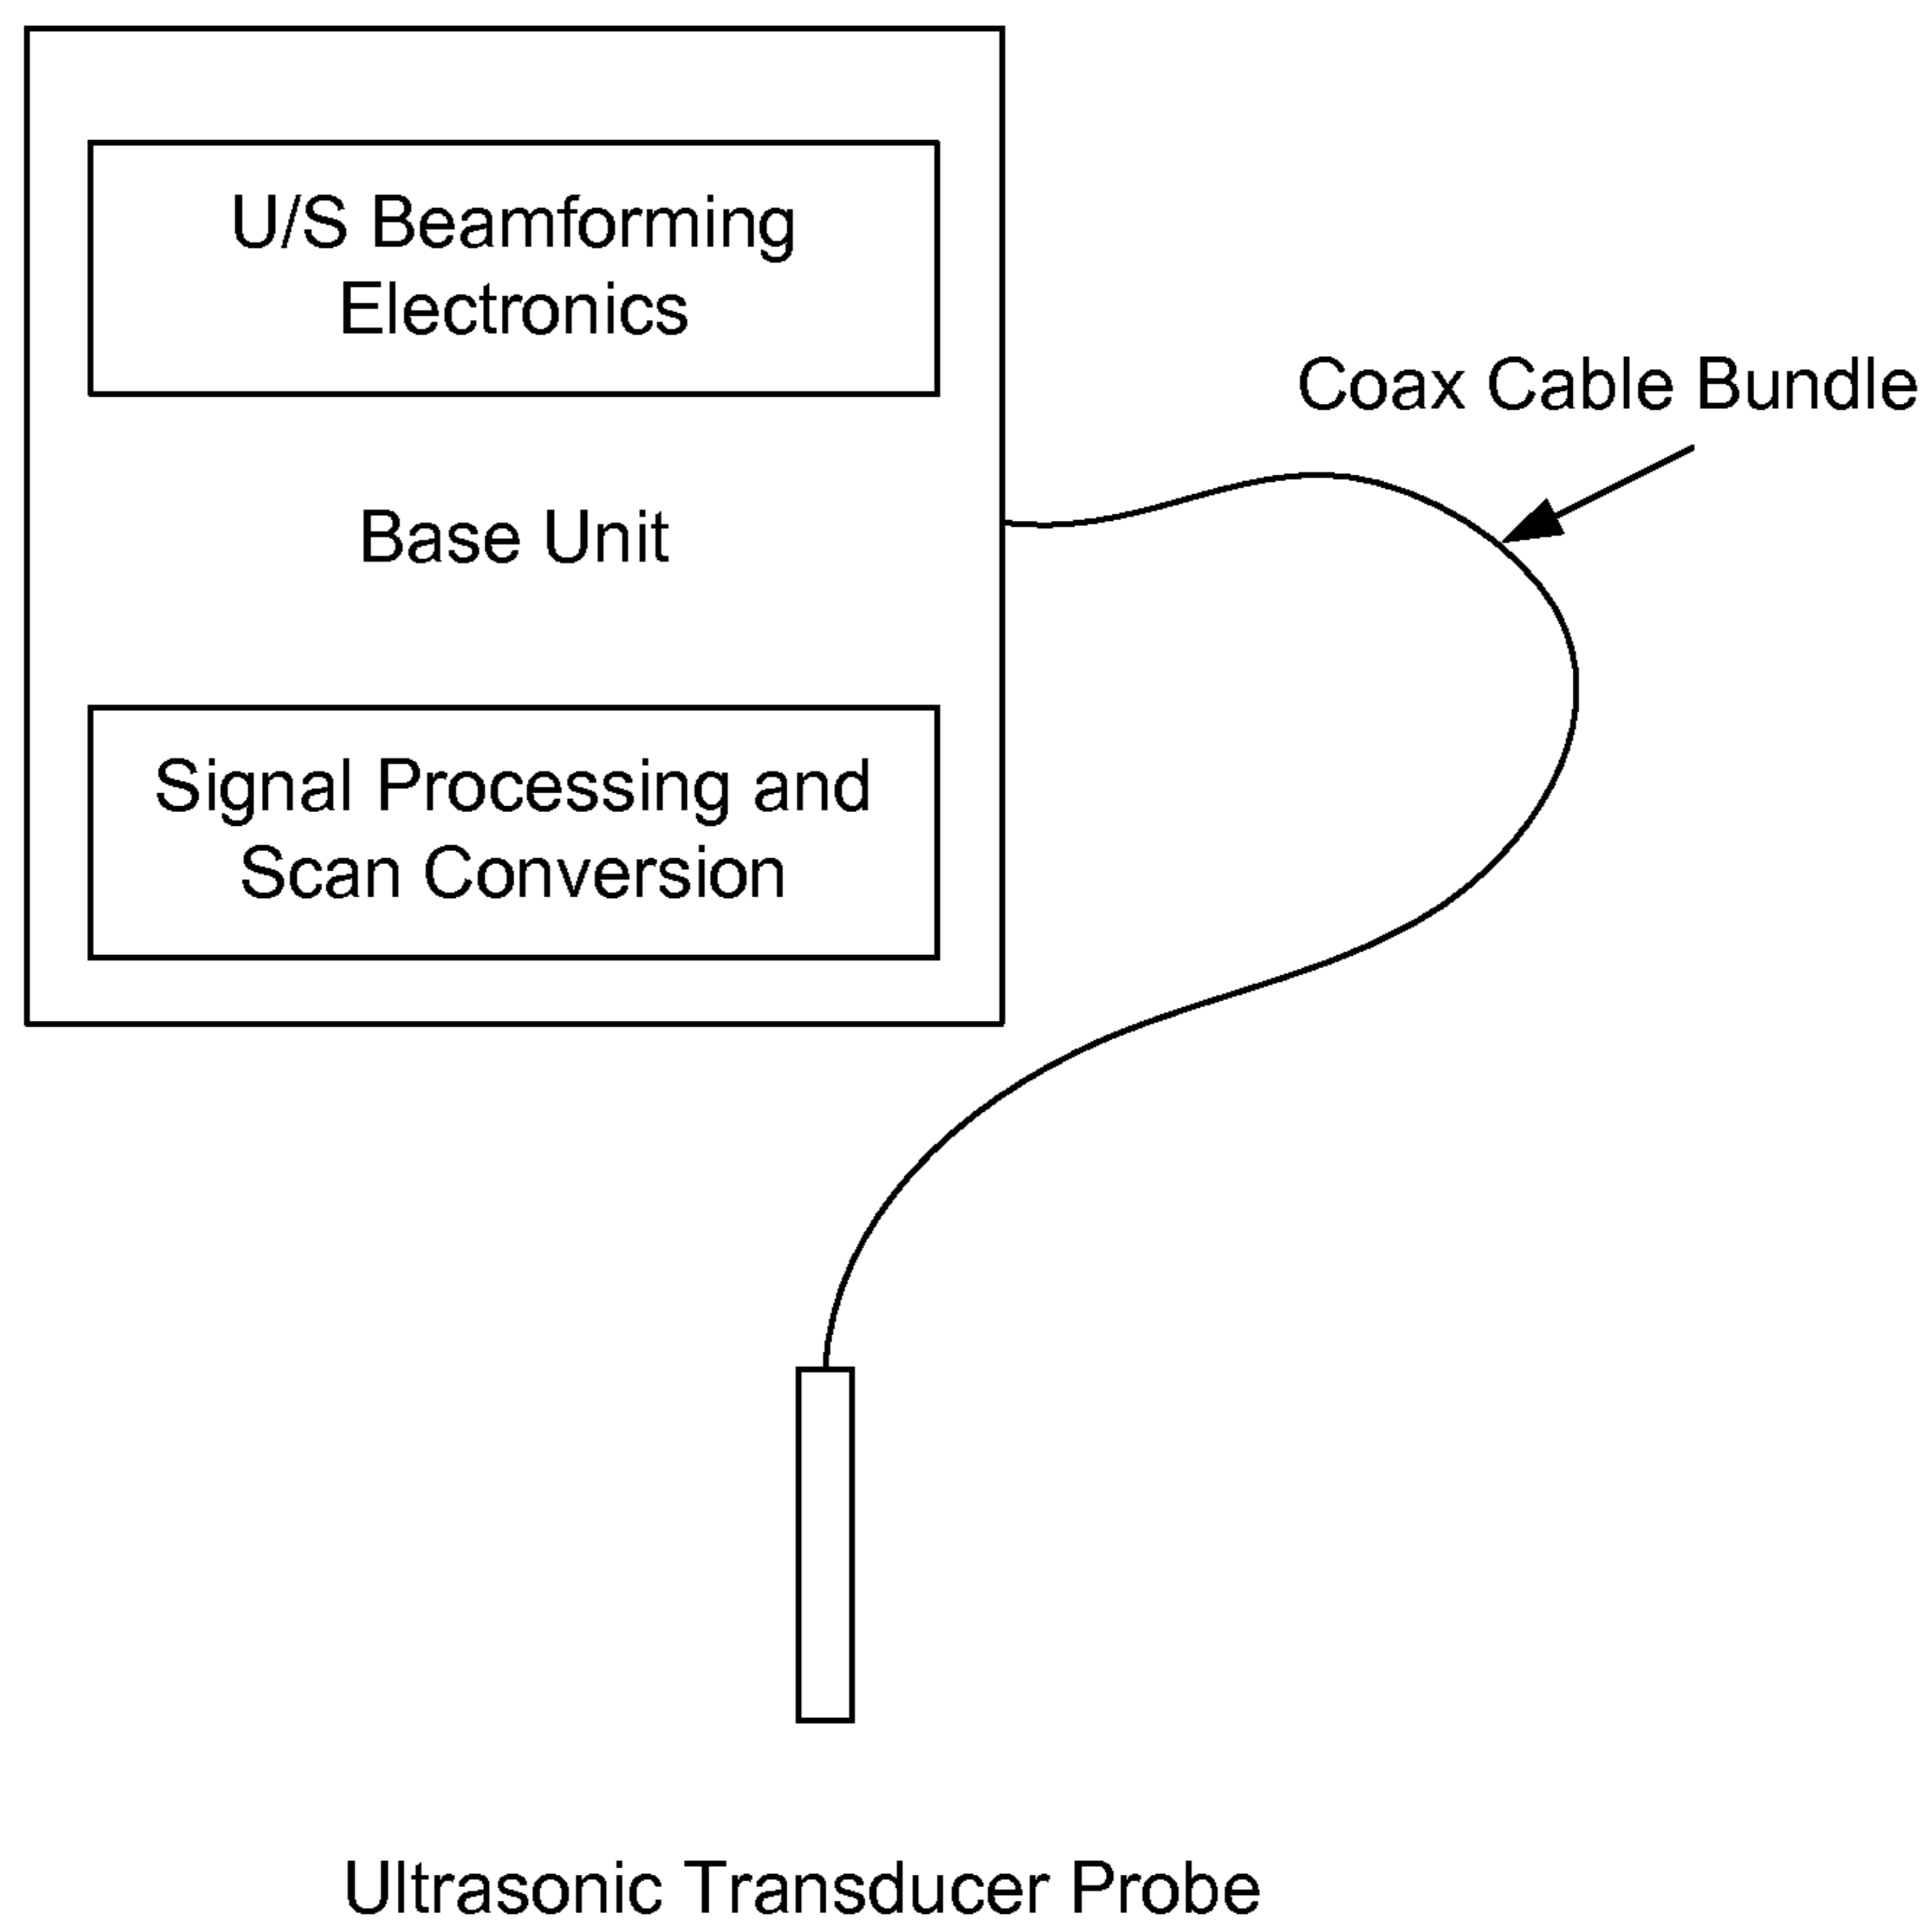 U/S Beamforming
Electronics
Coax Cable Bundle
Base Unit
Signal Processing and
Scan Conversion
Ultrasonic Transducer Probe